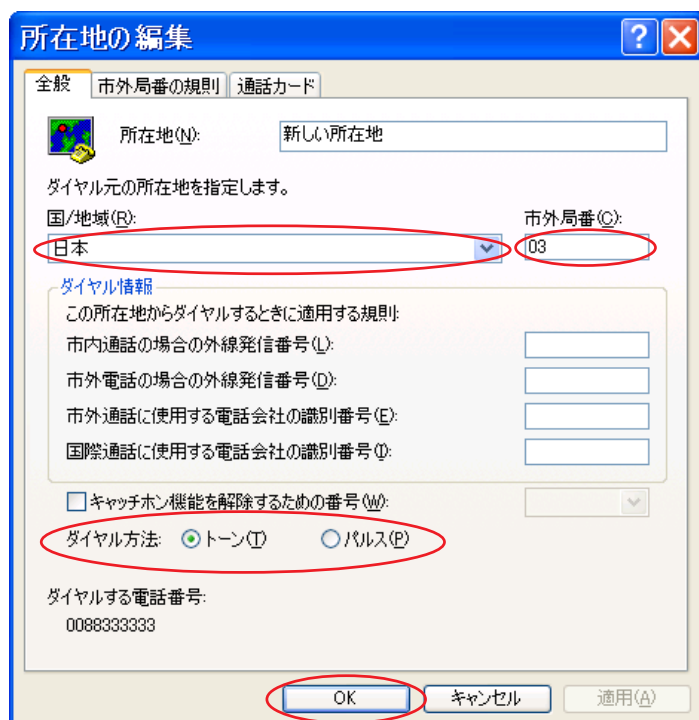 所在地の編集
全般 市外局番の規則 通話カード
所在地(N): 新しい所在地
ダイヤル元の所在地を指定します。
国/地域(R): 市外局番(C):
日本 03
ダイヤル情報
この所在地からダイヤルするときに適用する規則:
市内通話の場合の外線発信番号(L):
市外電話の場合の外線発信番号(D):
市外通話に使用する電話会社の識別番号(E):
国際通話に使用する電話会社の識別番号(I):
キャッチホン機能を解除するための番号(W):
ダイヤル方法: トーン(T) パルス(P)
ダイヤルする電話番号:
0088333333
OK キャンセル 適用(A)